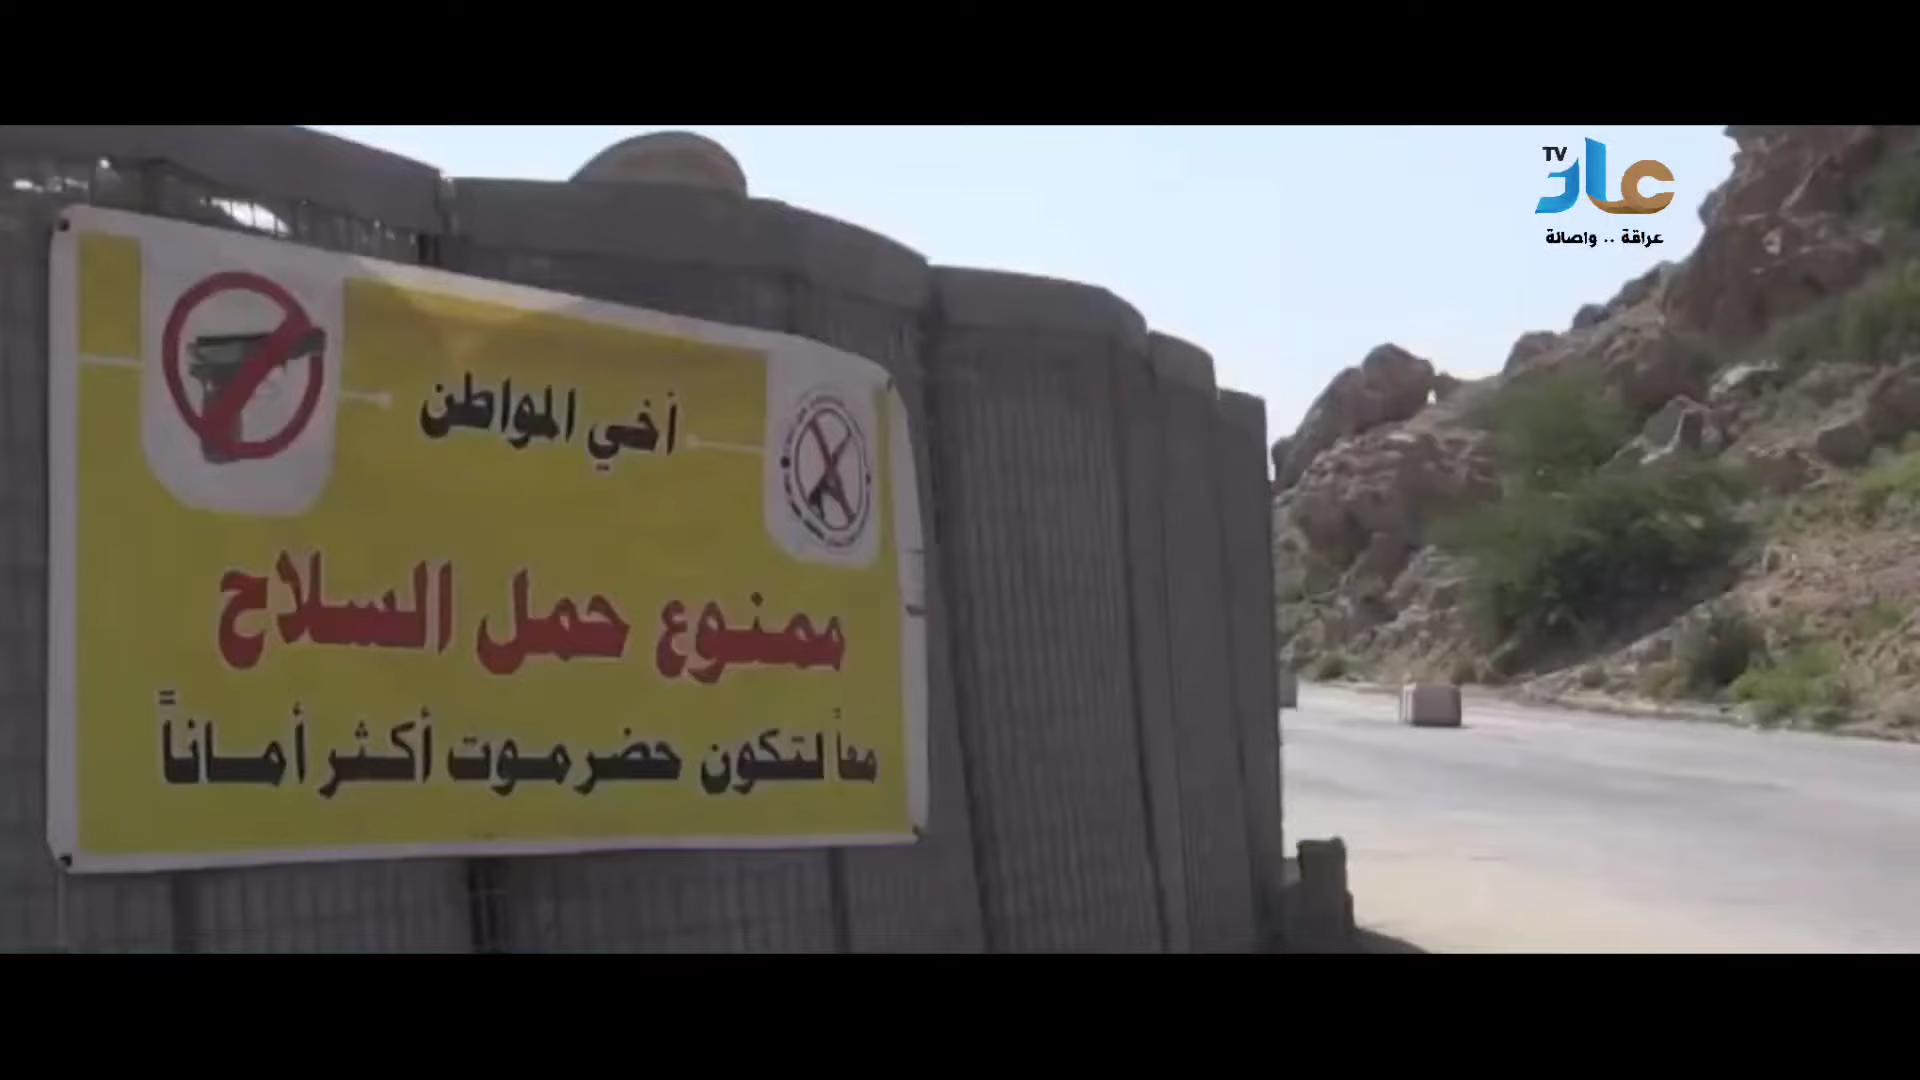 أخي المواطن
ممنوع حمل السلاح
معاً لتكون حضرموت أكثر أماناً
TV
عاد
عراقة .. واصالة